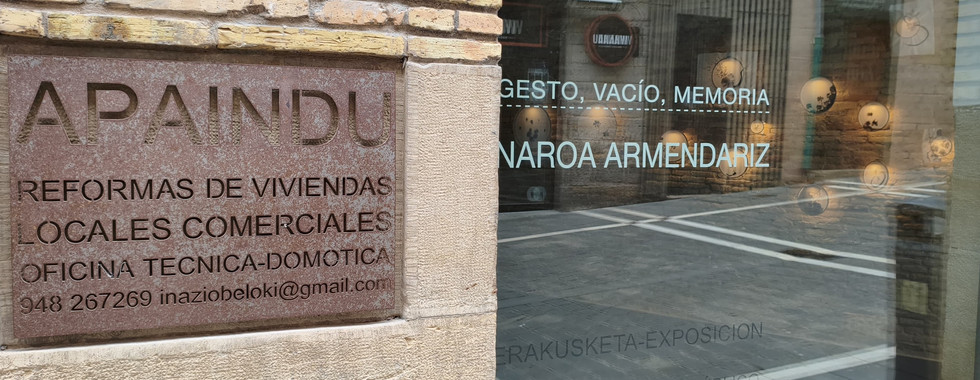 APAINDU
REFORMAS DE VIVIENDAS
LOCALES COMERCIALES
OFICINA TECNICA-DOMOTICA
948 267269 inaziobeloki@gmail.com
GESTO, VACÍO, MEMORIA
NAROA ARMENDARIZ
ERAKUSKETA-EXPOSICION